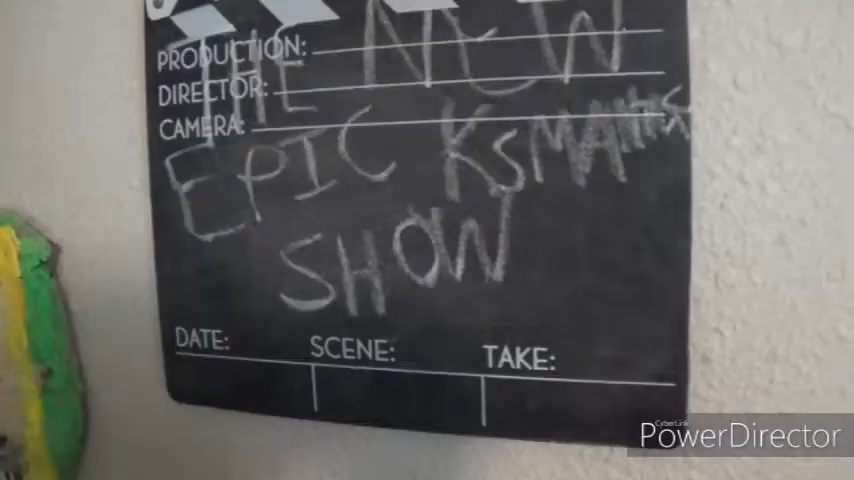 THE NEW
PRODUCTION:
DIRECTOR:
CAMERA:
EPIC
SHOW
DATE:
SCENE:
TAKE:
CyberLink
PowerDirector